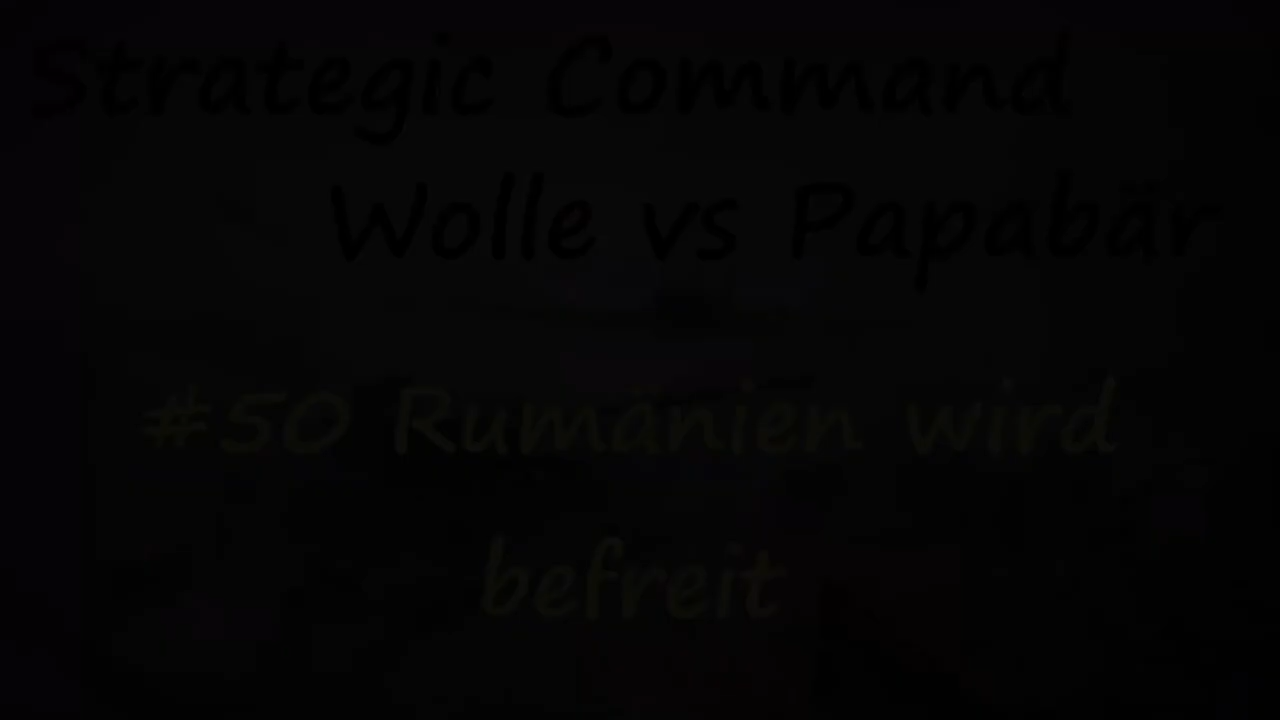 Strategic Command
Wolle vs Papabär
#50 Rumänien wird
befreit